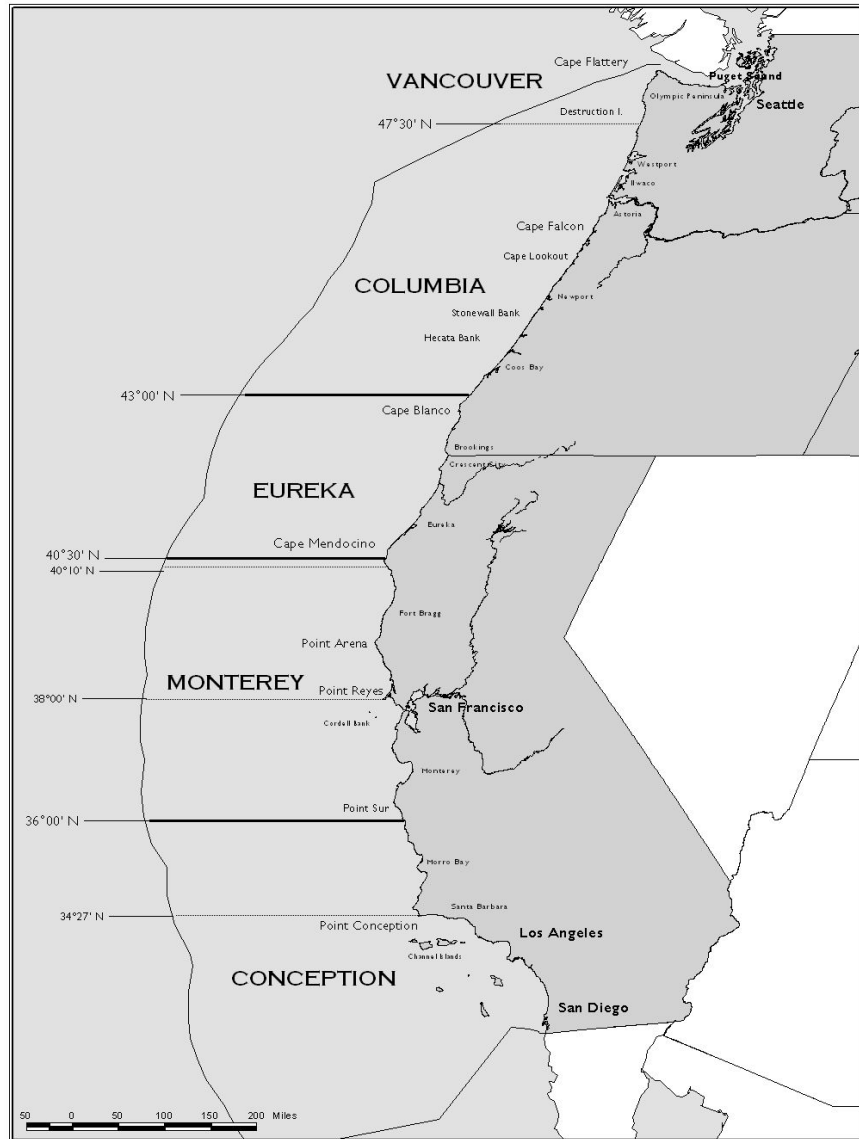 Cape Flattery
VANCOUVER
Puget Sound
Olympic Peninsula
Seattle
Destruction I.
47°30' N
Westport
Ilwaco
Astoria
Cape Falcon
Cape Lookout
COLUMBIA
Newport
Stonewall Bank
Hecata Bank
Coos Bay
43°00' N
Cape Blanco
Brookings
Crescent City
EUREKA
Eureka
Cape Mendocino
40°30' N
40°10' N
Fort Bragg
Point Arena
MONTEREY
Point Reyes
38°00' N
San Francisco
Cordell Bank
Monterey
Point Sur
36°00' N
Morro Bay
Santa Barbara
34°27' N
Point Conception
Los Angeles
Channel Islands
CONCEPTION
San Diego
50 0 50 100 150 200 Miles